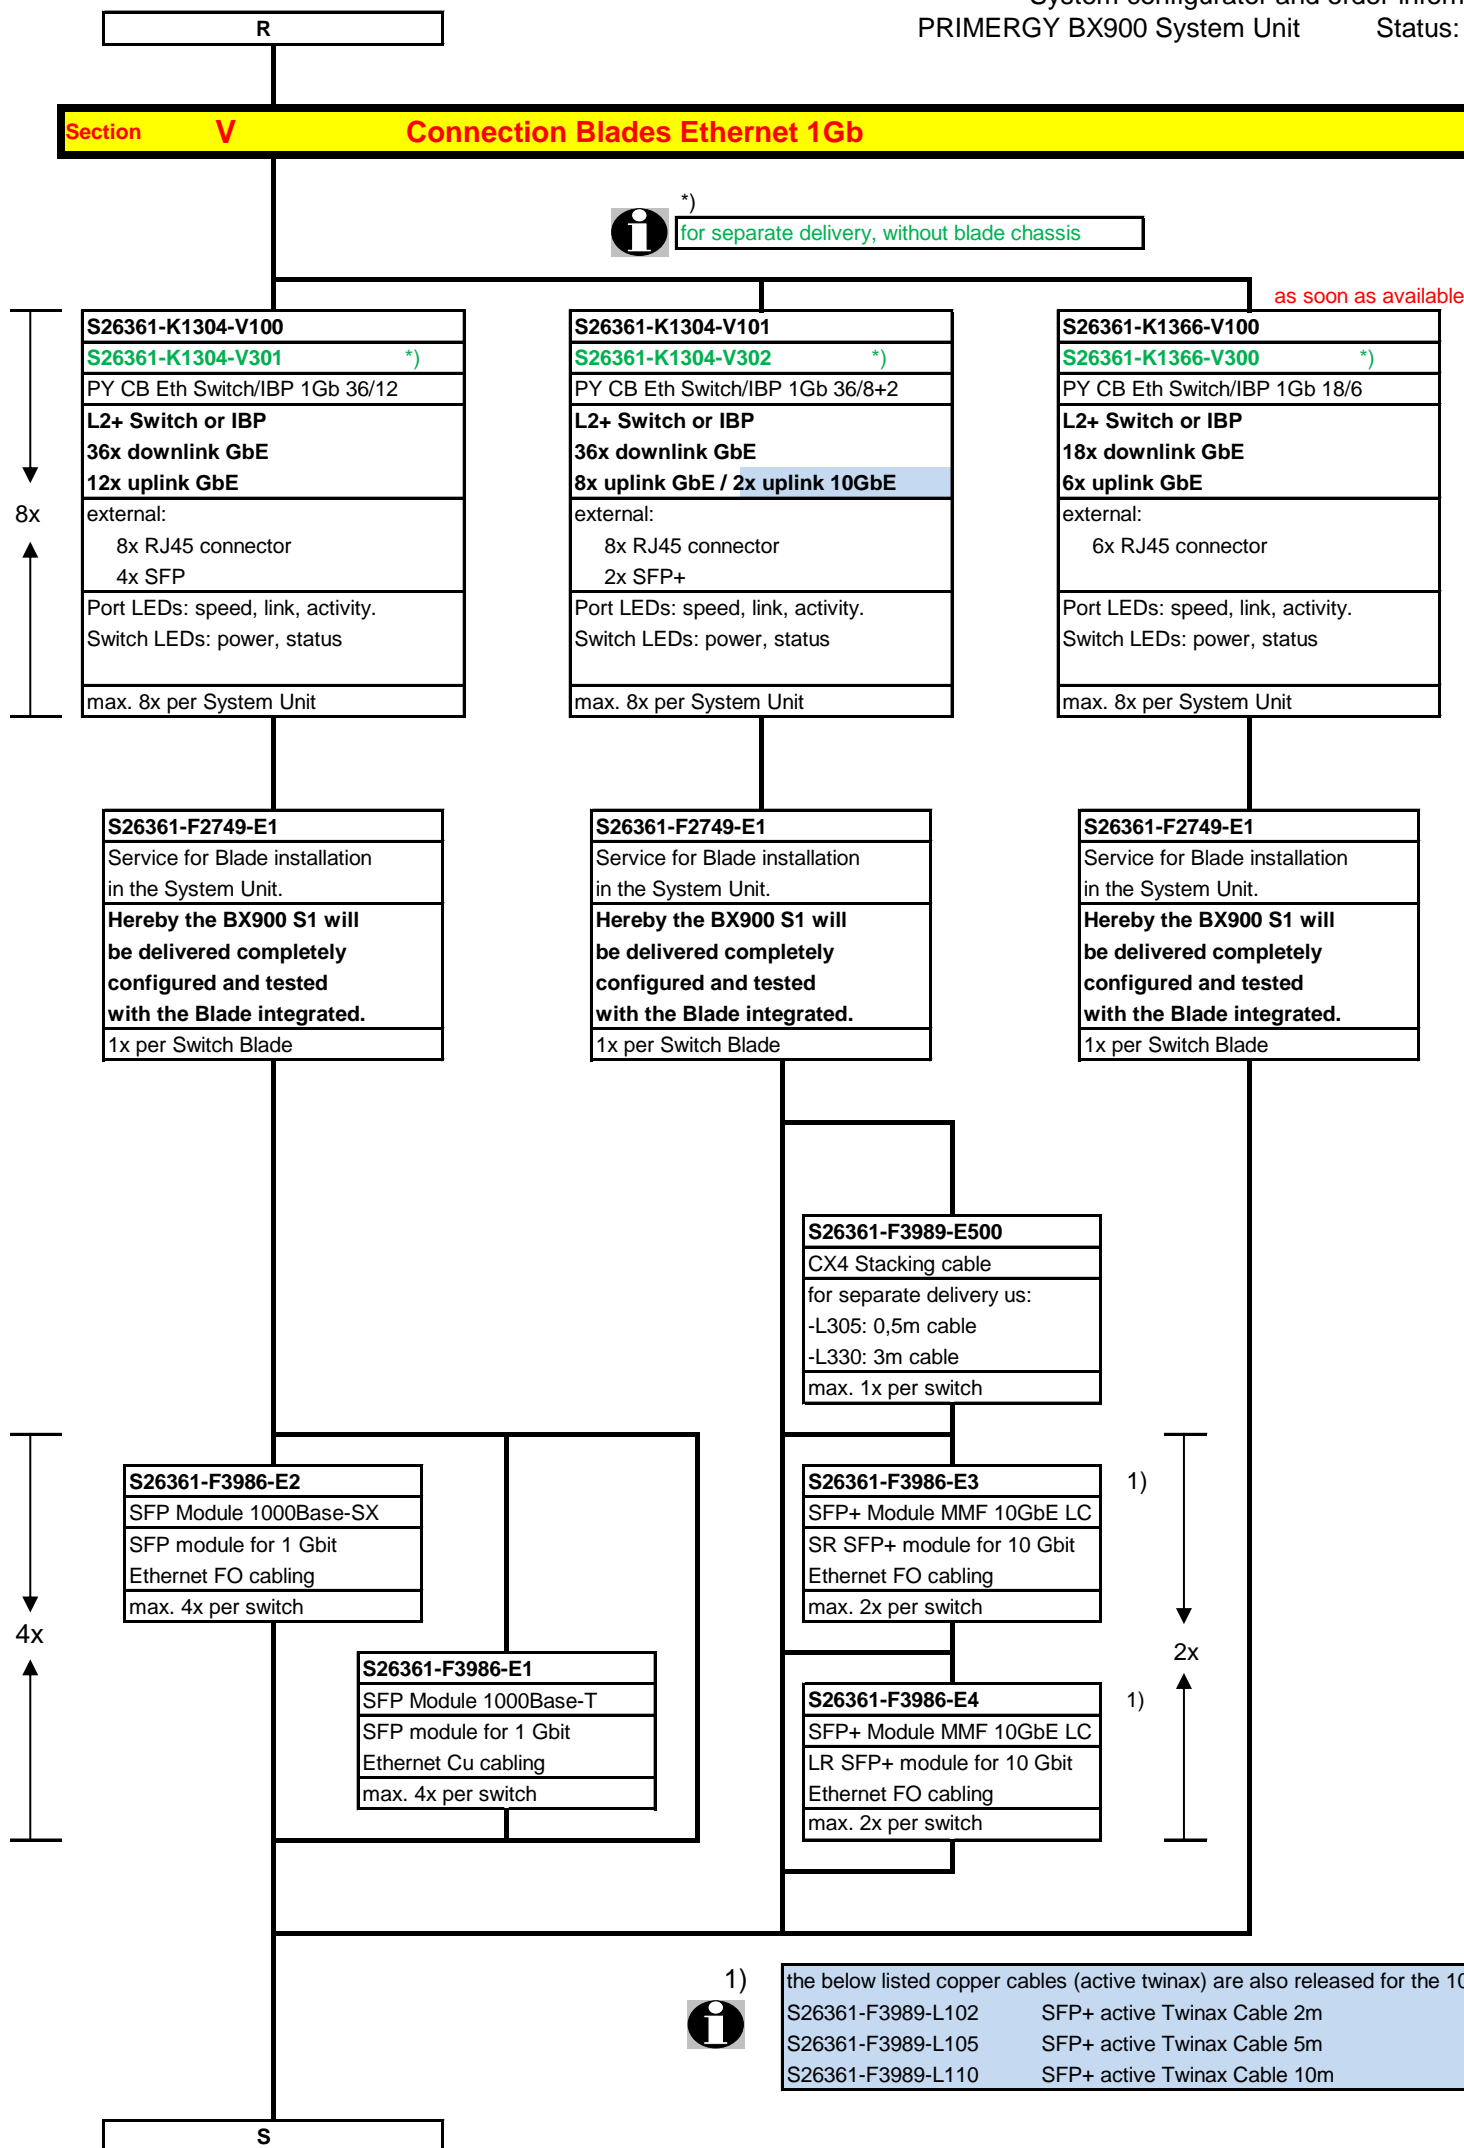 System configurator and order inform
R
PRIMERGY BX900 System Unit Status:
Section V Connection Blades Ethernet 1Gb
*)
for separate delivery, without blade chassis
as soon as available
S26361-K1304-V100
S26361-K1304-V301 *)
PY CB Eth Switch/IBP 1Gb 36/12
L2+ Switch or IBP
36x downlink GbE
12x uplink GbE
external:
8x RJ45 connector
4x SFP
Port LEDs: speed, link, activity.
Switch LEDs: power, status
max. 8x per System Unit
8x
S26361-K1304-V101
S26361-K1304-V302 *)
PY CB Eth Switch/IBP 1Gb 36/8+2
L2+ Switch or IBP
36x downlink GbE
8x uplink GbE / 2x uplink 10GbE
external:
8x RJ45 connector
2x SFP+
Port LEDs: speed, link, activity.
Switch LEDs: power, status
max. 8x per System Unit
S26361-K1366-V100
S26361-K1366-V300 *)
PY CB Eth Switch/IBP 1Gb 18/6
L2+ Switch or IBP
18x downlink GbE
6x uplink GbE
external:
6x RJ45 connector
Port LEDs: speed, link, activity.
Switch LEDs: power, status
max. 8x per System Unit
S26361-F2749-E1
Service for Blade installation
in the System Unit.
Hereby the BX900 S1 will
be delivered completely
configured and tested
with the Blade integrated.
1x per Switch Blade
S26361-F2749-E1
Service for Blade installation
in the System Unit.
Hereby the BX900 S1 will
be delivered completely
configured and tested
with the Blade integrated.
1x per Switch Blade
S26361-F2749-E1
Service for Blade installation
in the System Unit.
Hereby the BX900 S1 will
be delivered completely
configured and tested
with the Blade integrated.
1x per Switch Blade
S26361-F3989-E500
CX4 Stacking cable
for separate delivery us:
-L305: 0,5m cable
-L330: 3m cable
max. 1x per switch
S26361-F3986-E2
SFP Module 1000Base-SX
SFP module for 1 Gbit
Ethernet FO cabling
max. 4x per switch
4x
S26361-F3986-E1
SFP Module 1000Base-T
SFP module for 1 Gbit
Ethernet Cu cabling
max. 4x per switch
S26361-F3986-E3 1)
SFP+ Module MMF 10GbE LC
SR SFP+ module for 10 Gbit
Ethernet FO cabling
max. 2x per switch
2x
S26361-F3986-E4 1)
SFP+ Module MMF 10GbE LC
LR SFP+ module for 10 Gbit
Ethernet FO cabling
max. 2x per switch
1) the below listed copper cables (active twinax) are also released for the 10
S26361-F3989-L102 SFP+ active Twinax Cable 2m
S26361-F3989-L105 SFP+ active Twinax Cable 5m
S26361-F3989-L110 SFP+ active Twinax Cable 10m
S